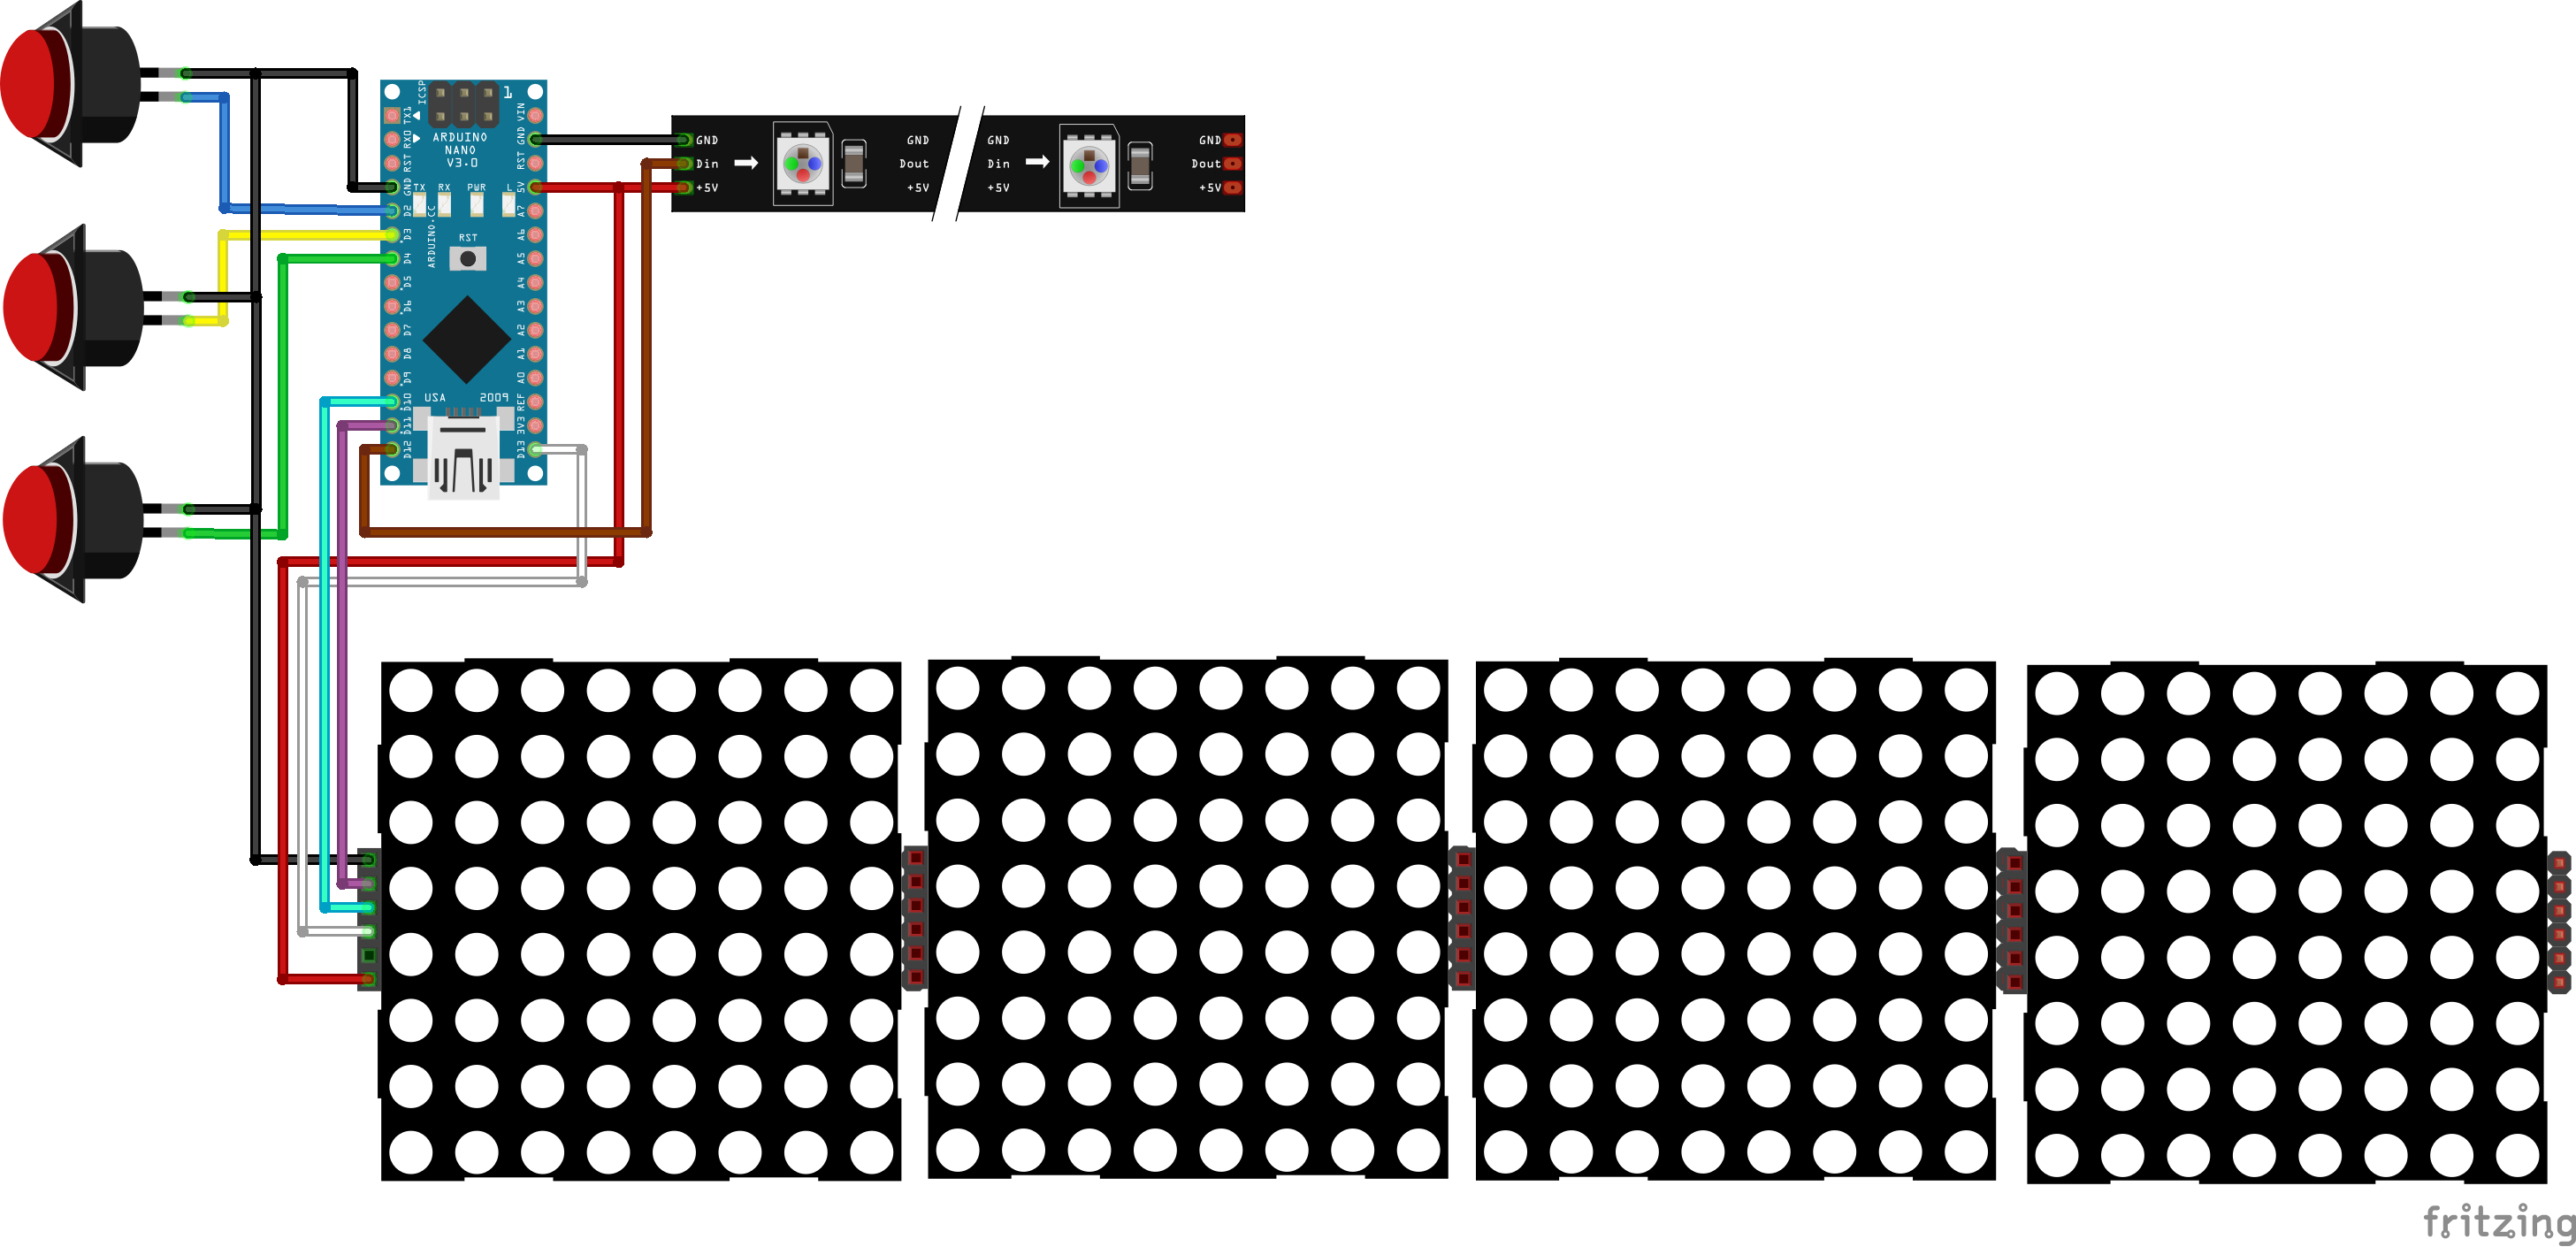 ICSP
1
ARDUINO
NANO
V3.0
TX1
RX0
RST
GND
D2
D3
D4
D5
D6
D7
D8
D9
D10
D11
D12
VIN
GND
RST
5V
A7
A6
A5
A4
A3
A2
A1
A0
REF
3V3
D13
TX RX PWR L
ARDUINO.CC
RST
USA 2009
GND GND GND GND
Din Dout Din Dout
+5V +5V +5V +5V
fritzing